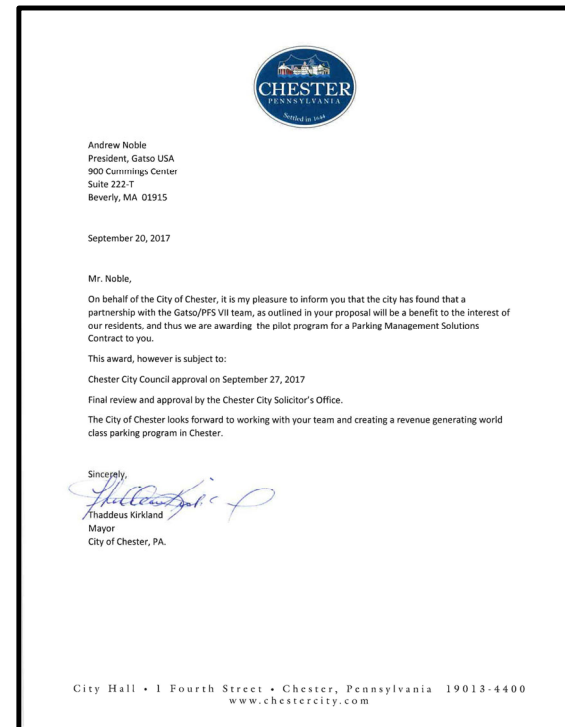 CHESTER
PENNSYLVANIA
Settled in 1644
Andrew Noble
President, Gatso USA
900 Cummings Center
Suite 222-T
Beverly, MA 01915
September 20, 2017
Mr. Noble,
On behalf of the City of Chester, it is my pleasure to inform you that the city has found that a
partnership with the Gatso/PFS VII team, as outlined in your proposal will be a benefit to the interest of
our residents, and thus we are awarding the pilot program for a Parking Management Solutions
Contract to you.
This award, however is subject to:
Chester City Council approval on September 27, 2017
Final review and approval by the Chester City Solicitor's Office.
The City of Chester looks forward to working with your team and creating a revenue generating world
class parking program in Chester.
Sincerely,
Thaddeus Kirkland
Mayor
City of Chester, PA.
City Hall • 1 Fourth Street • Chester, Pennsylvania 19013-4400
www.chestercity.com